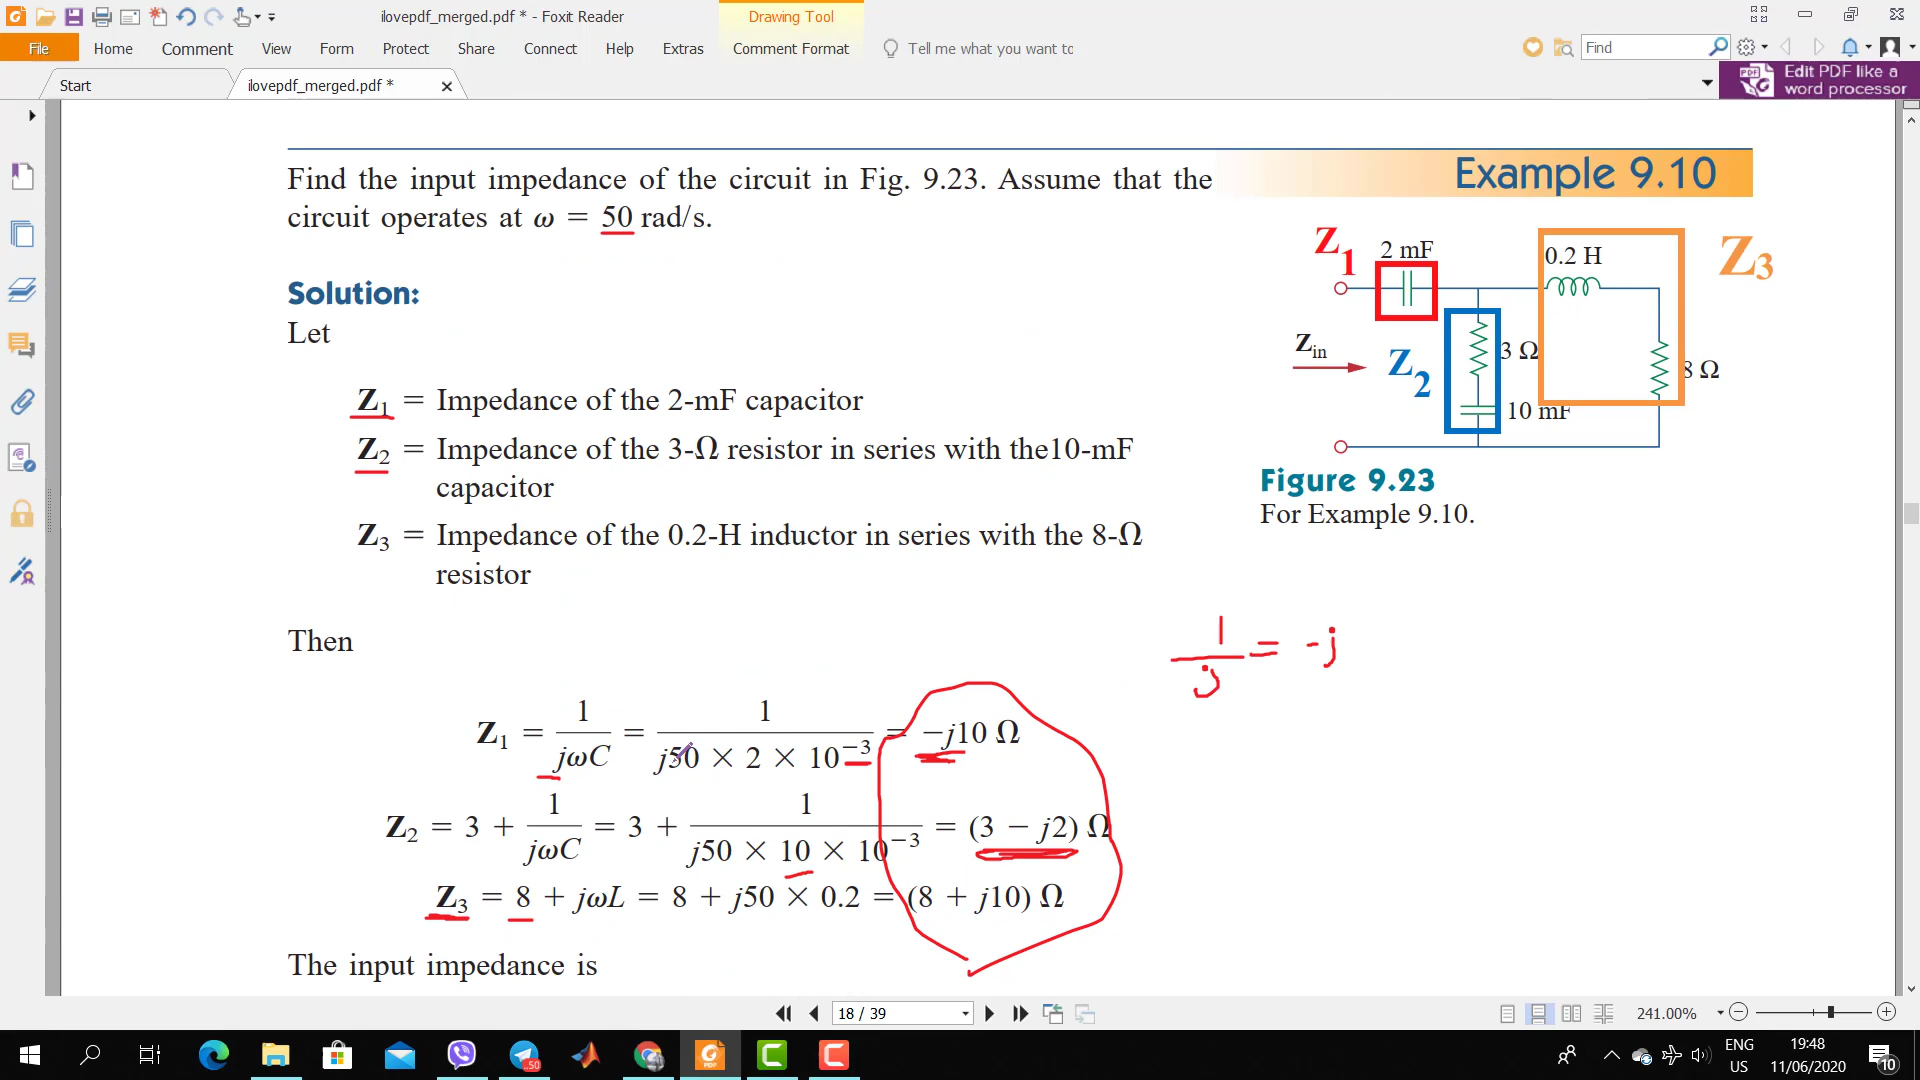 ilovepdf_merged.pdf * - Foxit Reader
Drawing Tool
File
Home
Comment
View
Form
Protect
Share
Connect
Help
Extras
Comment Format
Tell me what you want to
Find
Start
ilovepdf_merged.pdf *
Edit PDF like a
word processor
Example 9.10
Find the input impedance of the circuit in Fig. 9.23. Assume that the
circuit operates at ω = 50 rad/s.
Solution:
Let
Z1 = Impedance of the 2-mF capacitor
Z2 = Impedance of the 3-Ω resistor in series with the10-mF
capacitor
Z3 = Impedance of the 0.2-H inductor in series with the 8-Ω
resistor
Z1
2 mF
0.2 H
Z3
Zin
Z2
3 Ω
8 Ω
10 mF
Figure 9.23
For Example 9.10.
Then
1/j = -j
Z1 = 1/jωC = 1/j50 × 2 × 10−3 = −j10 Ω
Z2 = 3 + 1/jωC = 3 + 1/j50 × 10 × 10−3 = (3 − j2) Ω
Z3 = 8 + jωL = 8 + j50 × 0.2 = (8 + j10) Ω
The input impedance is
18 / 39
241.00%
.50
ENG
US
19:48
11/06/2020
10